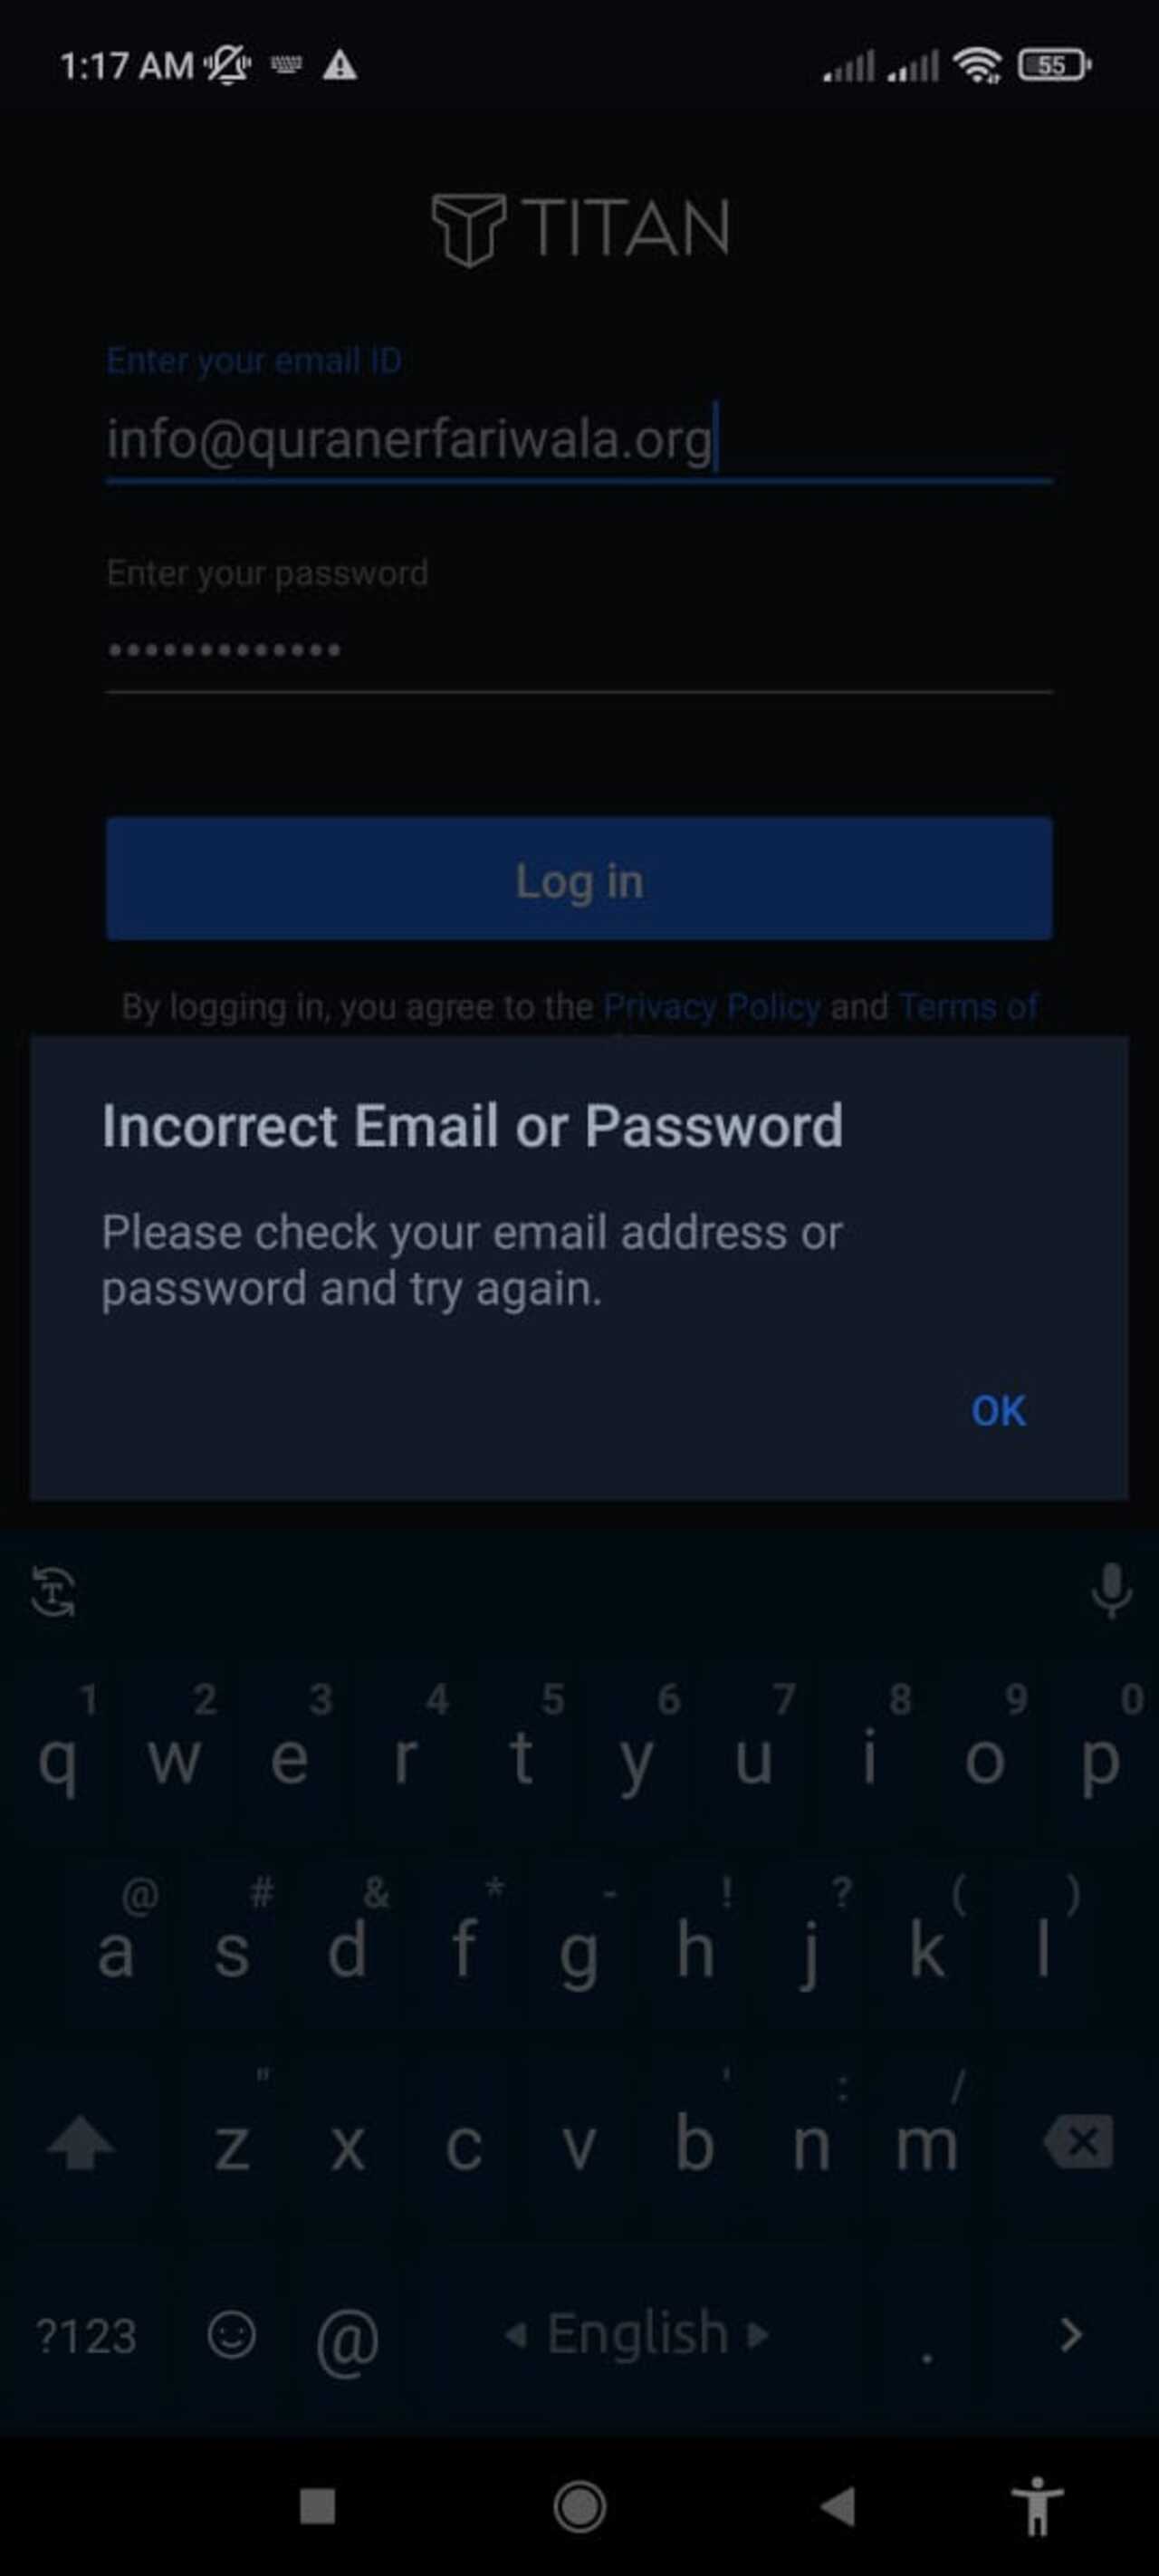 1:17 AM 55
TITAN
Enter your email ID
info@quranerfariwala.org
Enter your password
•••••••••••••
Log in
By logging in, you agree to the Privacy Policy and Terms of
Incorrect Email or Password
Please check your email address or
password and try again.
OK
1 2 3 4 5 6 7 8 9 0
q w e r t y u i o p
@ # & * - ! ? ( )
a s d f g h j k l
" ' : /
z x c v b n m
?123 @ English .